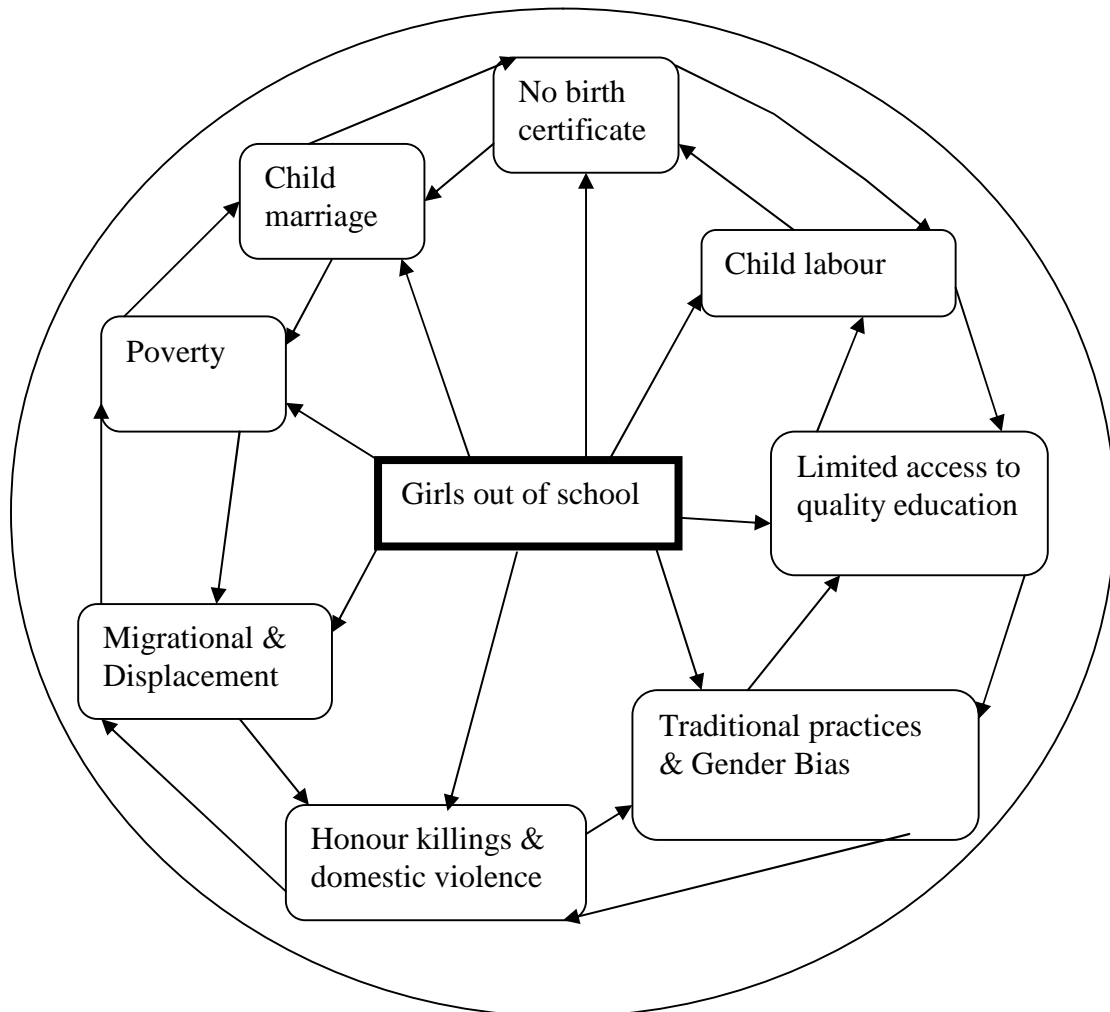 No birth
certificate
Child
marriage
Child labour
Poverty
Limited access to
quality education
Girls out of school
Migrational &
Displacement
Traditional practices
& Gender Bias
Honour killings &
domestic violence